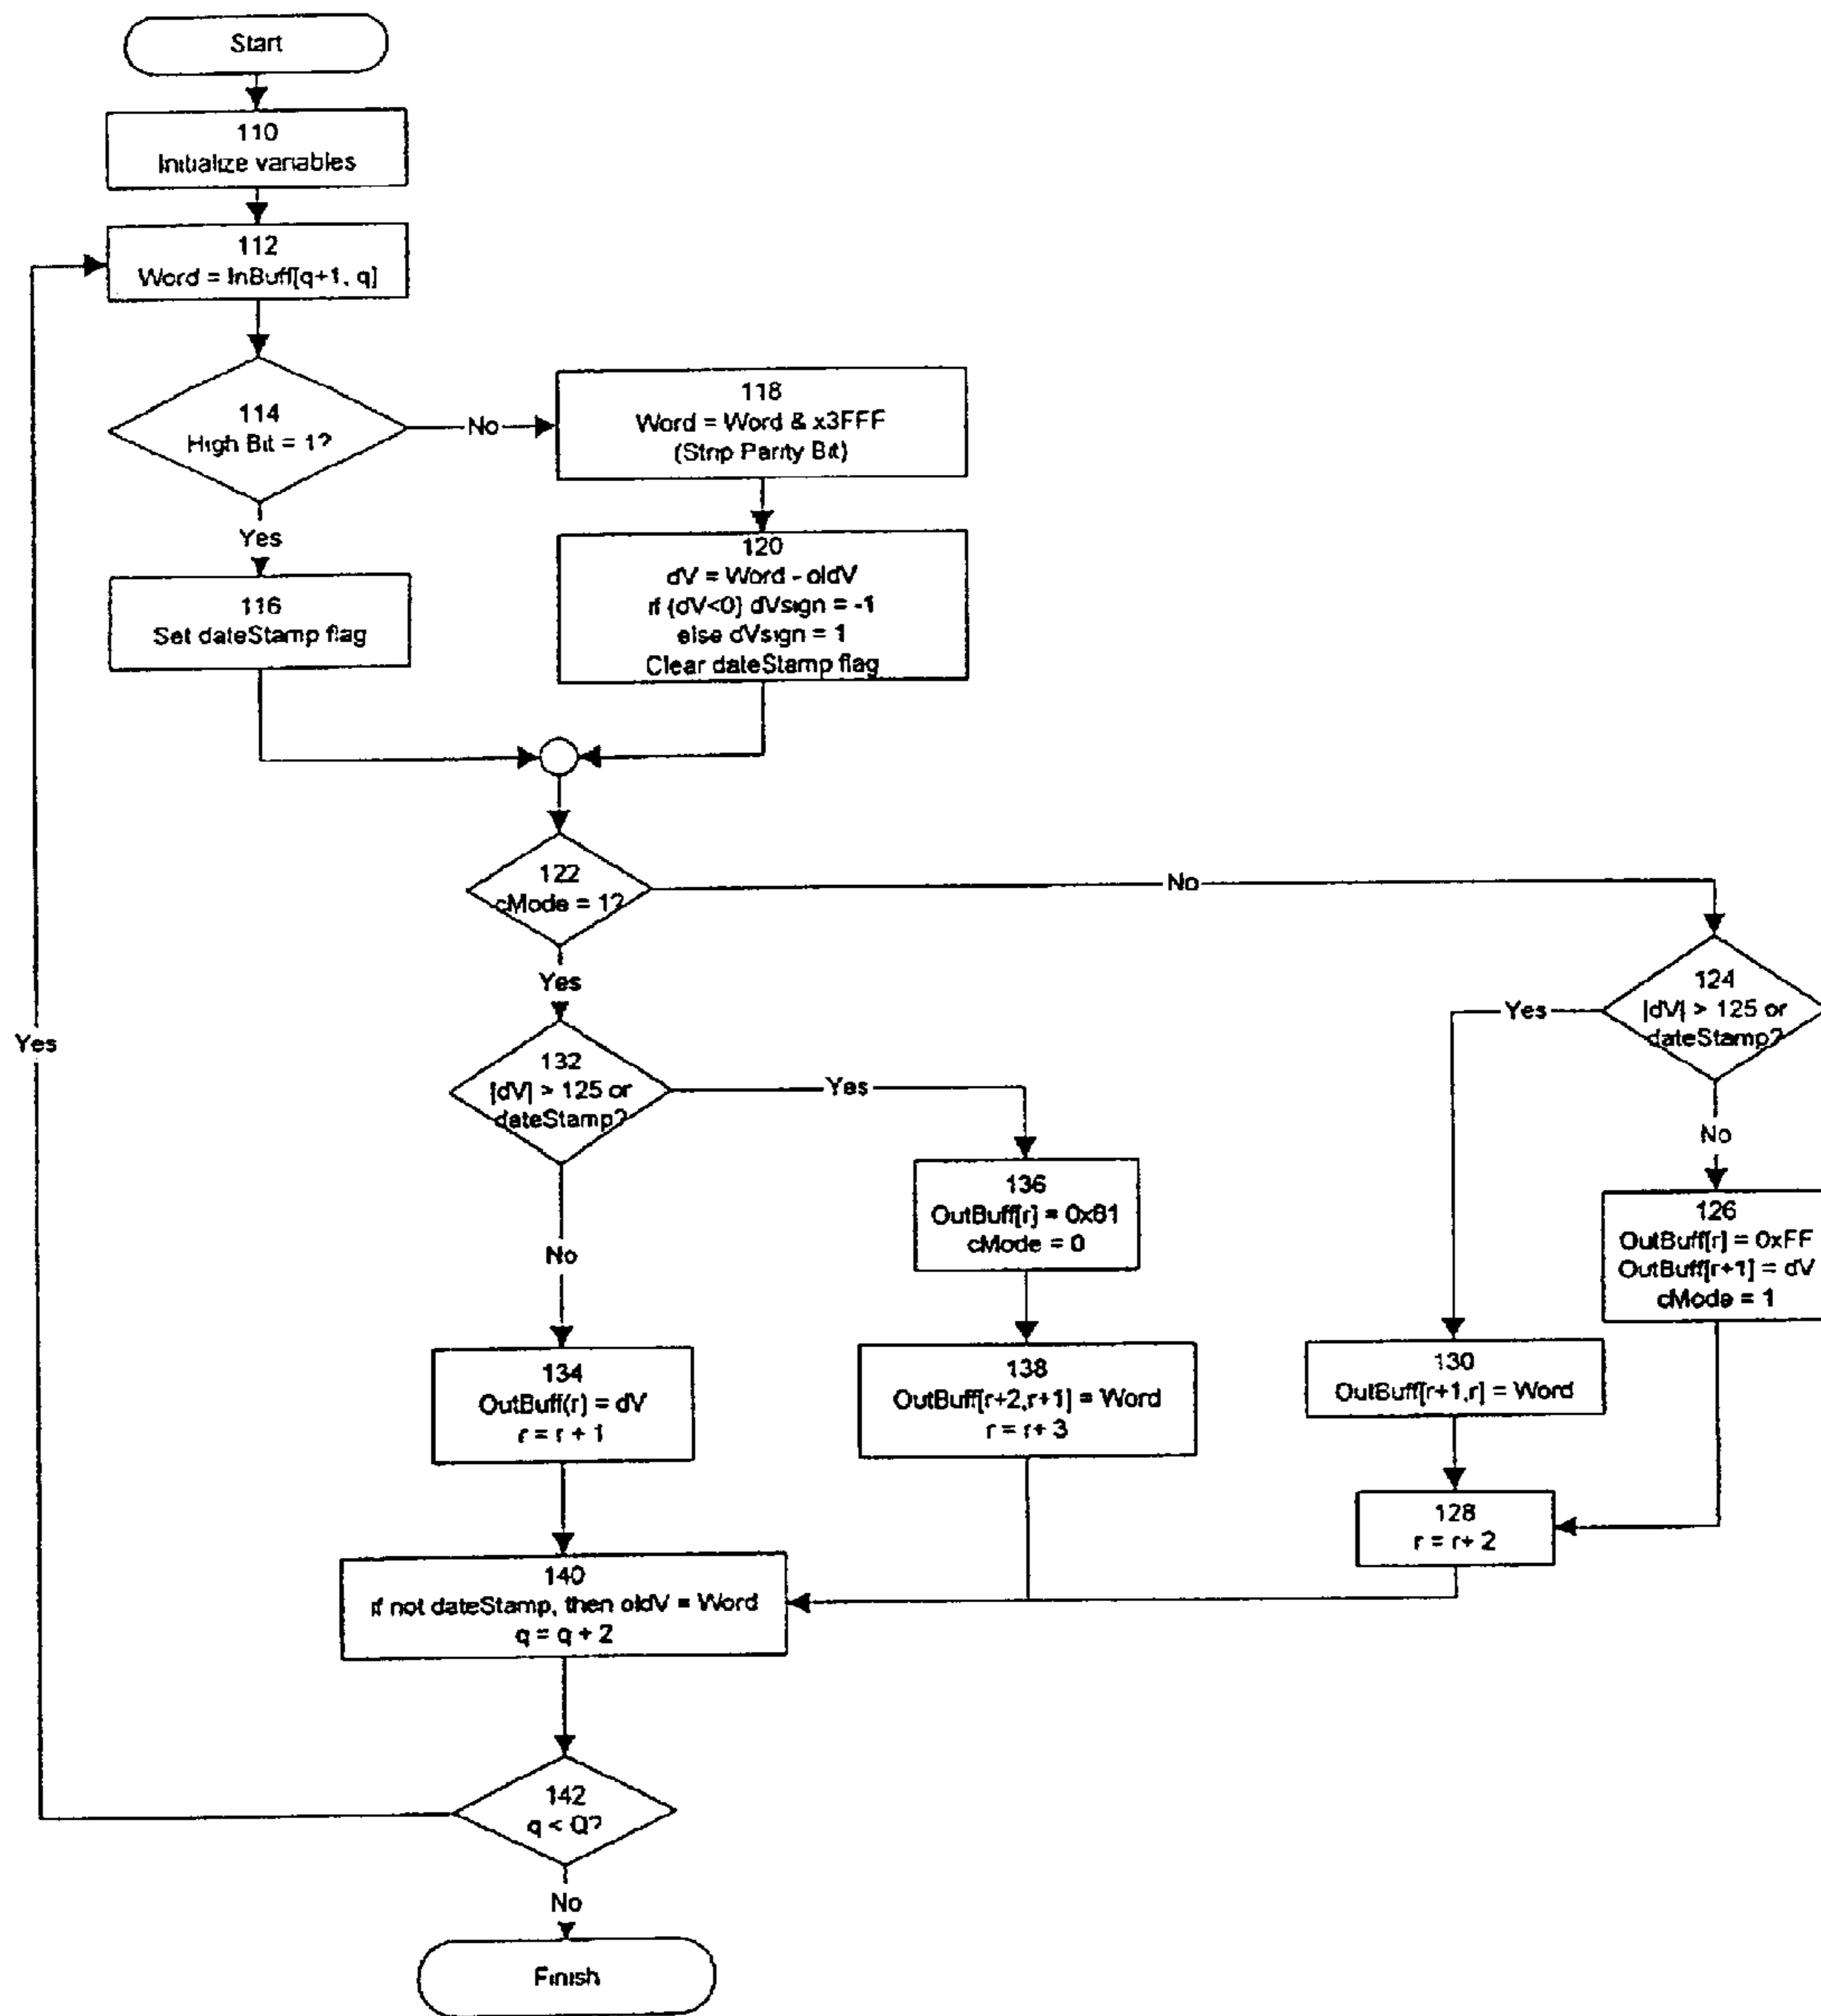 Start
110
Initialize variables
112
Word = InBuff[q+1, q]
114
High Bit = 1?
No
118
Word = Word & x3FFF
(Strip Parity Bit)
Yes
116
Set dateStamp flag
120
dV = Word - oldV
if (dV<0) dVsign = -1
else dVsign = 1
Clear dateStamp flag
122
cMode = 1?
No
Yes
124
|dV| > 125 or
dateStamp?
Yes
No
132
|dV| > 125 or
dateStamp?
Yes
No
136
OutBuff[r] = 0x81
cMode = 0
126
OutBuff[r] = 0xFF
OutBuff[r+1] = dV
cMode = 1
134
OutBuff(r) = dV
r = r + 1
138
OutBuff[r+2,r+1] = Word
r = r+ 3
130
OutBuff[r+1,r] = Word
128
r = r+ 2
140
if not dateStamp, then oldV = Word
q = q + 2
142
q < Q?
Yes
No
Finish